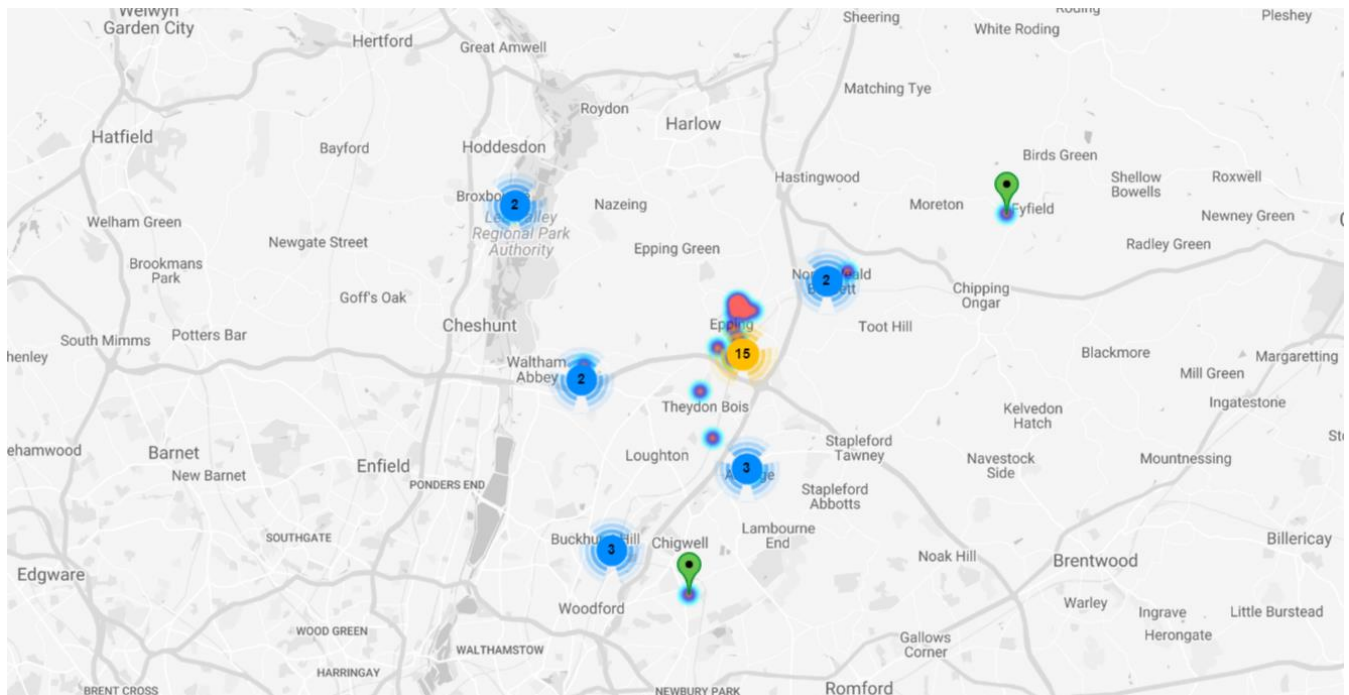 Welwyn
Garden City
Hertford
Great Amwell
Sheering
Roding
White Roding
Pleshey
Matching Tye
Roydon
Harlow
Hatfield
Bayford
Hoddesdon
Birds Green
Hastingwood
Shellow
Bowells
Roxwell
2
Nazeing
Moreton
Fyfield
Welham Green
Newgate Street
Regional Park
Authority
Newney Green
Epping Green
Radley Green
Brookmans
Park
2
Goff's Oak
Chipping
Ongar
Cheshunt
Epping
Toot Hill
Potters Bar
South Mimms
henley
15
Blackmore
Margaretting
Waltham
Abbey
2
Mill Green
Theydon Bois
Kelvedon
Hatch
Ingatestone
ehamwood
Barnet
Loughton
Stapleford
Tawney
Navestock
Side
Mountnessing
New Barnet
Enfield
PONDERS END
3
Stapleford
Abbotts
SOUTHGATE
3
Chigwell
Lambourne
End
Billericay
Edgware
Noak Hill
Brentwood
Woodford
Warley
Ingrave
Little Burstead
WOOD GREEN
Gallows
Corner
Herongate
WALTHAMSTOW
HARRINGAY
BRENT CROSS
NEWBURY PARK
Romford